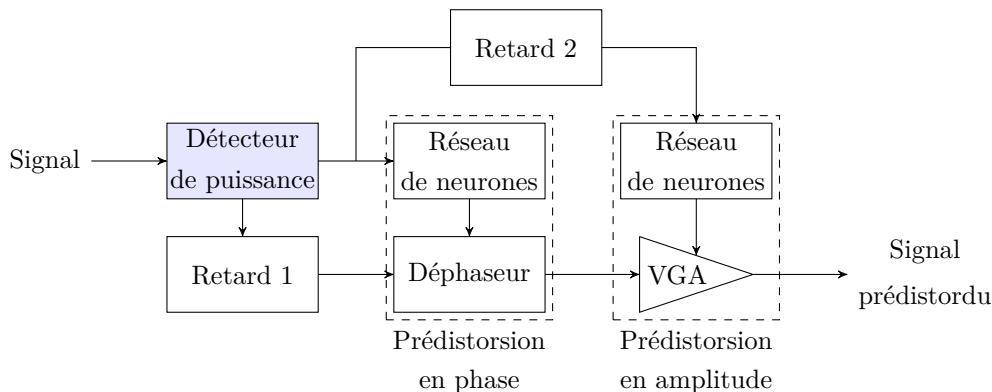 Retard 2
Signal
Détecteur
de puissance
Réseau
de neurones
Réseau
de neurones
Retard 1
Déphaseur
VGA
Signal
prédistordu
Prédistorsion
en phase
Prédistorsion
en amplitude